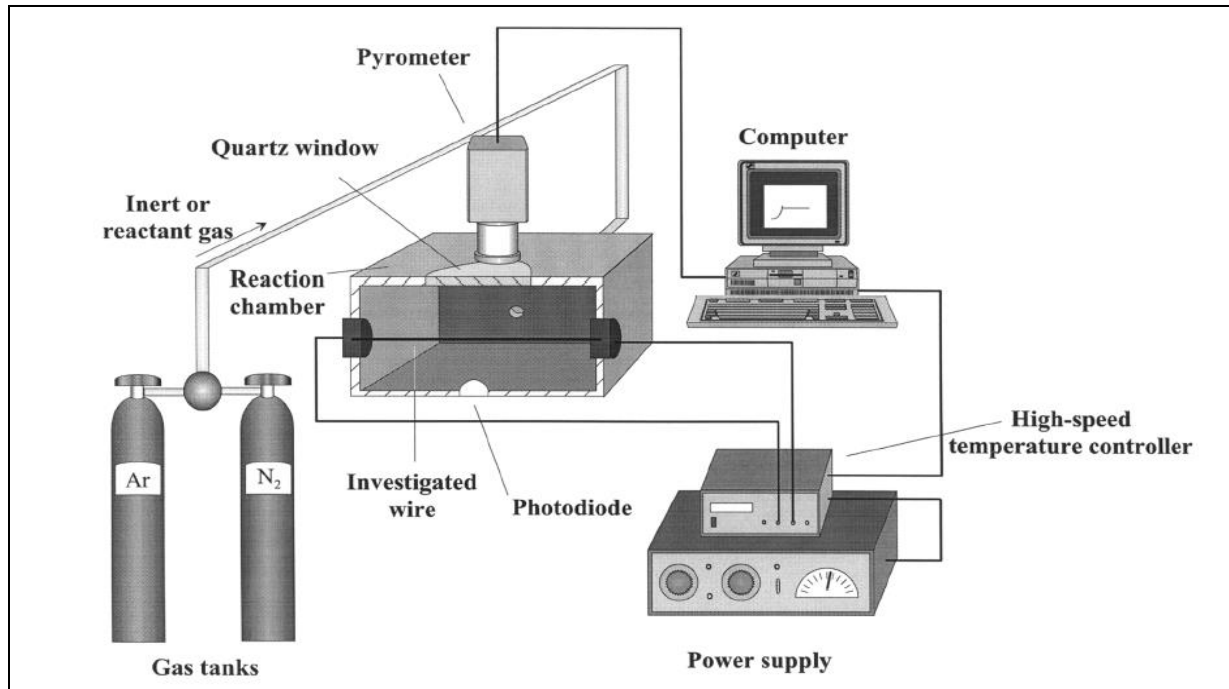 Pyrometer
Quartz window
Computer
Inert or
reactant gas
Reaction
chamber
High-speed
temperature controller
Ar
N₂
Investigated
wire
Photodiode
Gas tanks
Power supply